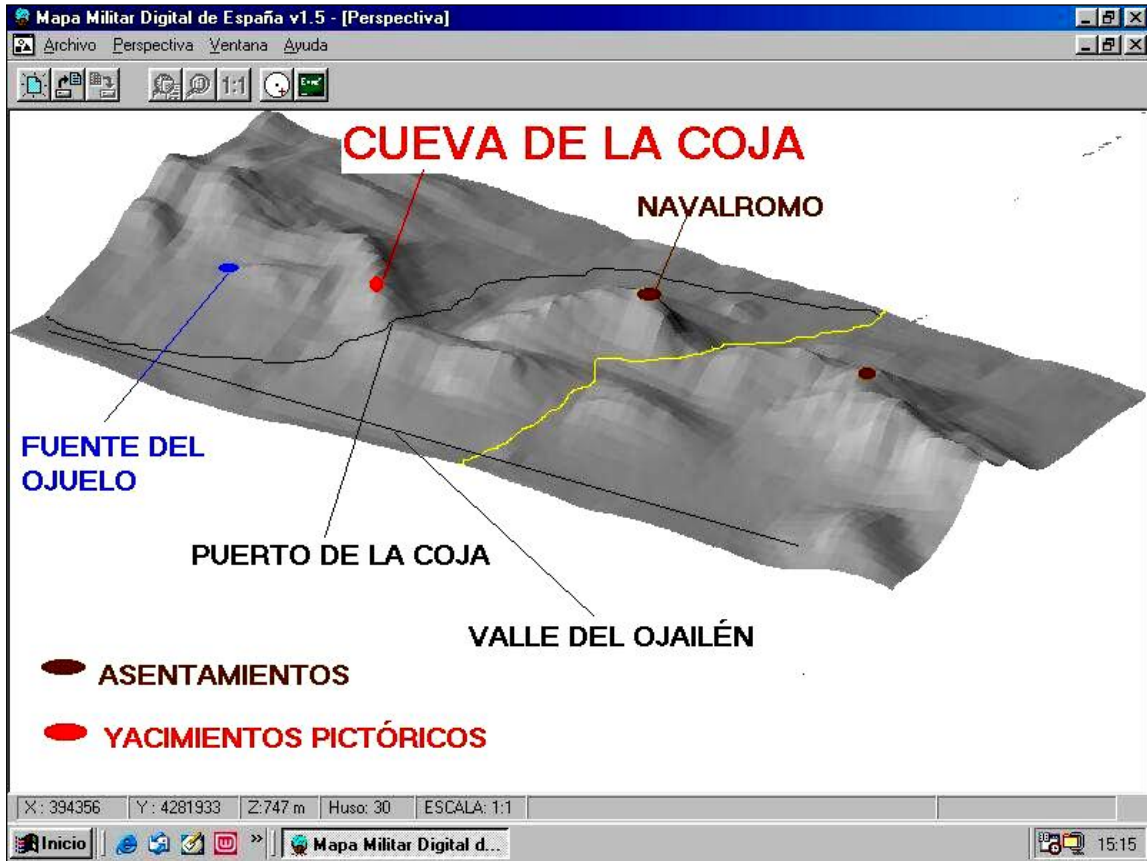 Mapa Militar Digital de España v1.5 - [Perspectiva]
Archivo Perspectiva Ventana Ayuda
1:1
CUEVA DE LA COJA
NAVALROMO
FUENTE DEL
OJUELO
PUERTO DE LA COJA
VALLE DEL OJAILÉN
ASENTAMIENTOS
YACIMIENTOS PICTÓRICOS
X : 394356 Y : 4281933 Z:747 m Huso: 30 ESCALA: 1:1
Inicio » Mapa Militar Digital d... 15:15